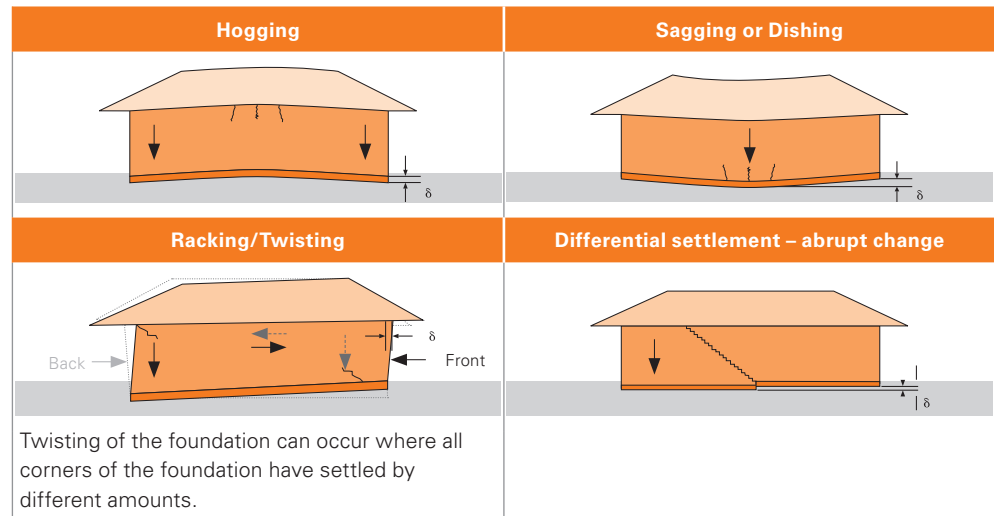 Hogging
Sagging or Dishing
δ
δ
Racking/Twisting
Differential settlement – abrupt change
δ
Back
Front
δ
Twisting of the foundation can occur where all
corners of the foundation have settled by
different amounts.